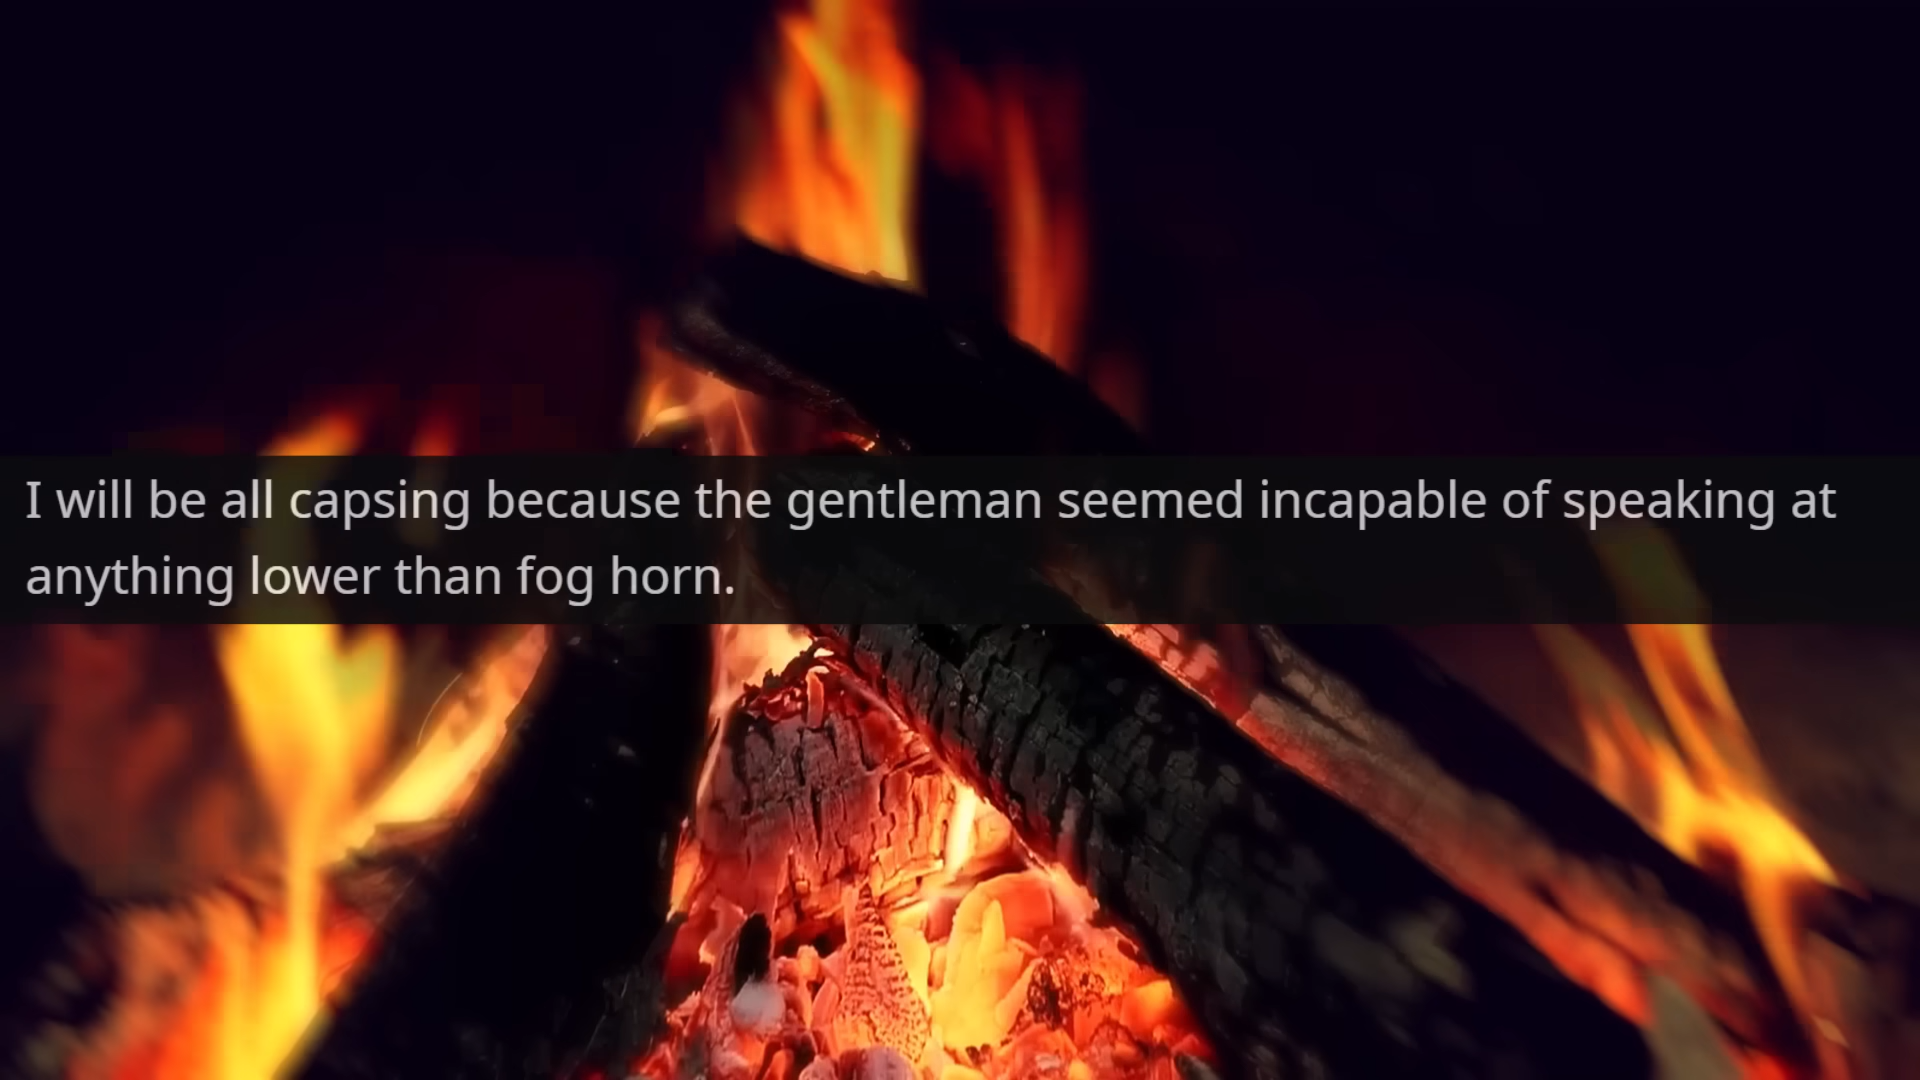 I will be all capsing because the gentleman seemed incapable of speaking at
anything lower than fog horn.